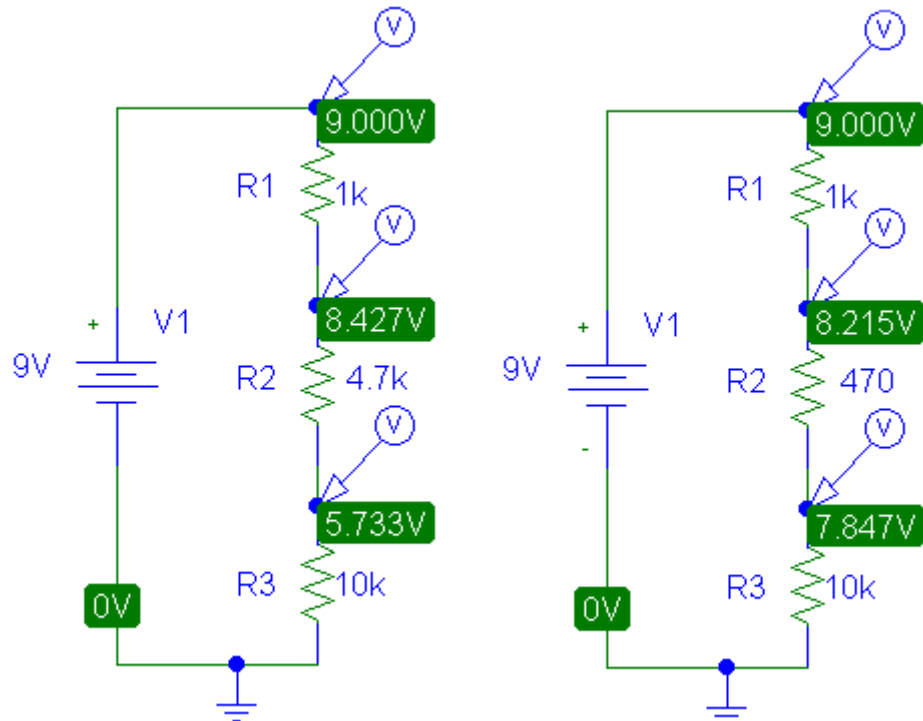 V
9.000V
R1
1k
V
8.427V
+
V1
9V
R2
4.7k
V
5.733V
R3
10k
0V
V
9.000V
R1
1k
V
8.215V
+
V1
9V
R2
470
V
-
7.847V
R3
10k
0V